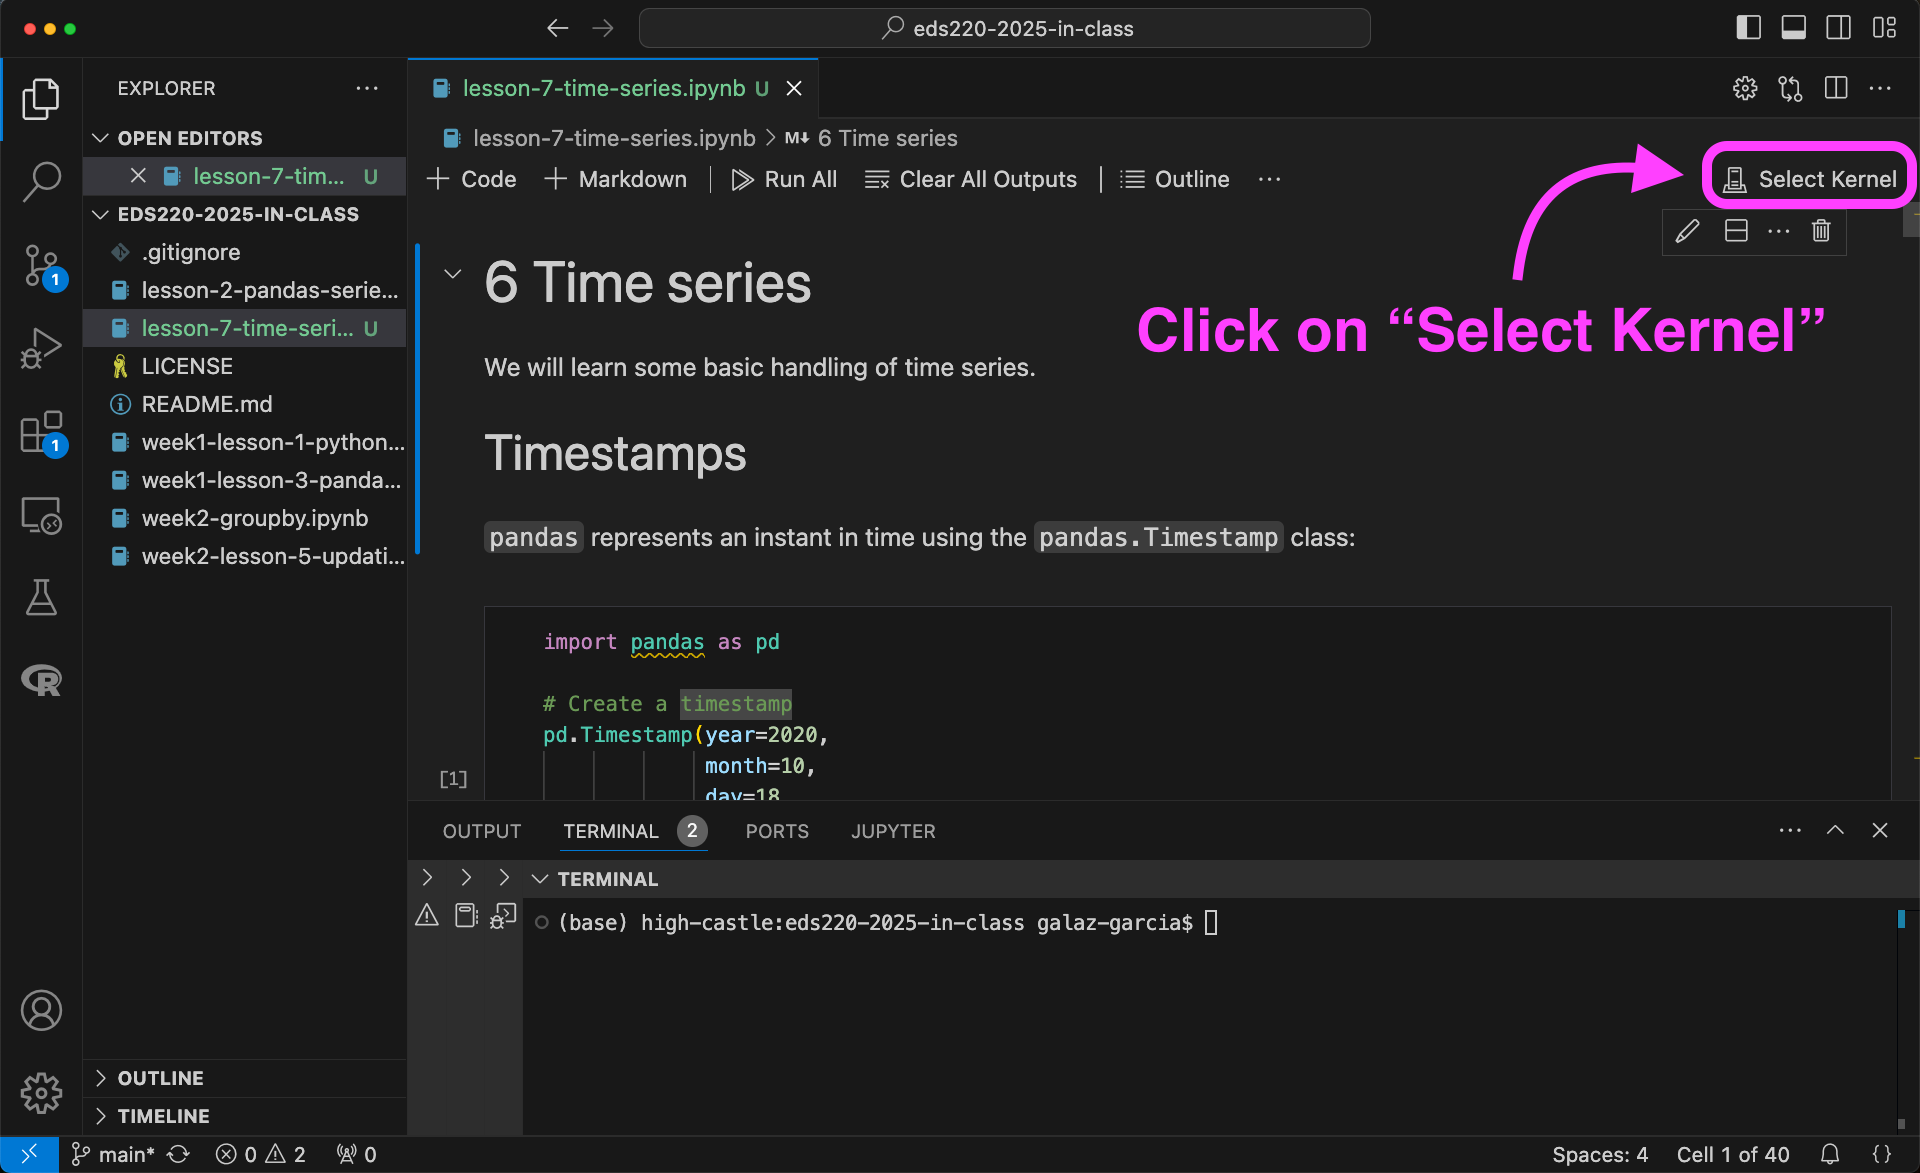 eds220-2025-in-class
EXPLORER
OPEN EDITORS
lesson-7-tim... U
EDS220-2025-IN-CLASS
.gitignore
lesson-2-pandas-serie...
lesson-7-time-seri... U
LICENSE
README.md
week1-lesson-1-python...
week1-lesson-3-panda...
week2-groupby.ipynb
week2-lesson-5-updati...
OUTLINE
TIMELINE
1
1
lesson-7-time-series.ipynb U
lesson-7-time-series.ipynb > M↓ 6 Time series
+ Code + Markdown | Run All Clear All Outputs | Outline ...
Select Kernel
Click on “Select Kernel”
6 Time series
We will learn some basic handling of time series.
Timestamps
pandas represents an instant in time using the pandas.Timestamp class:
import pandas as pd
# Create a timestamp
pd.Timestamp(year=2020,
month=10,
day=18
[1]
OUTPUT TERMINAL 2 PORTS JUPYTER
TERMINAL
(base) high-castle:eds220-2025-in-class galaz-garcia$
main* 0 2 0
Spaces: 4 Cell 1 of 40 {}